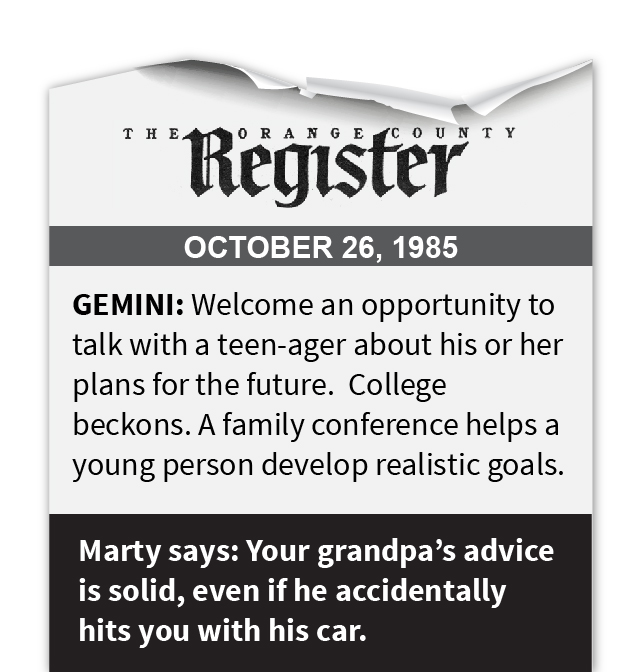 THE ORANGE COUNTY
Register
OCTOBER 26, 1985
GEMINI: Welcome an opportunity to
talk with a teen-ager about his or her
plans for the future.  College
beckons. A family conference helps a
young person develop realistic goals.
Marty says: Your grandpa’s advice
is solid, even if he accidentally
hits you with his car.